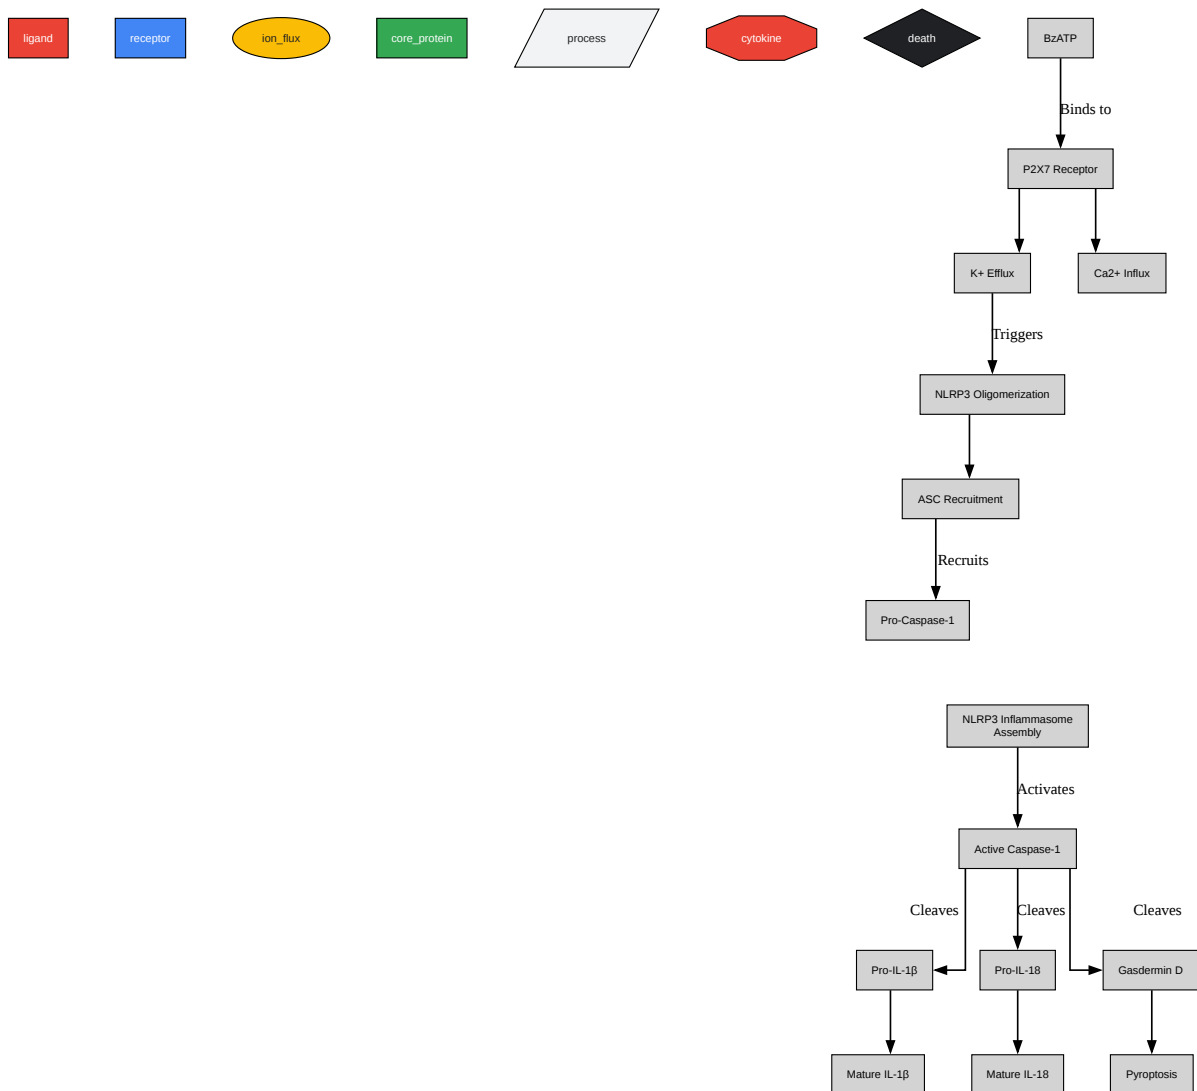 ligand
receptor
ion_flux
core_protein
process
cytokine
death
BzATP
Binds to
P2X7 Receptor
K+ Efflux
Ca2+ Influx
Triggers
NLRP3 Oligomerization
ASC Recruitment
Recruits
Pro-Caspase-1
NLRP3 Inflammasome
Assembly
Activates
Active Caspase-1
Cleaves
Cleaves
Cleaves
Pro-IL-1β
Pro-IL-18
Gasdermin D
Mature IL-1β
Mature IL-18
Pyroptosis